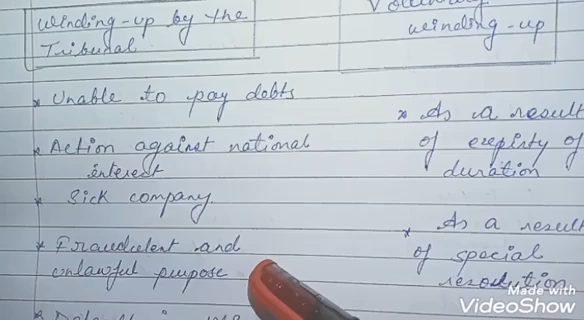 winding-up by the
Tribunal
* Unable to pay debts
* Action against national
interest
* Sick company.
* Fraudulent and
unlawful purpose
winding-up
* As a result
of expirty of
duration
* As a result
of special
resolution
Made with
VideoShow